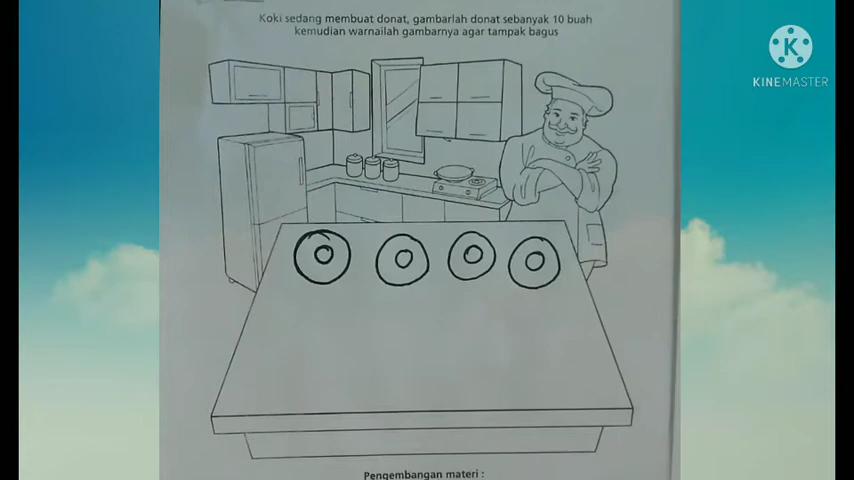 Koki sedang membuat donat, gambarlah donat sebanyak 10 buah
kemudian warnailah gambarnya agar tampak bagus
K
KINEMASTER
Pengembangan materi :